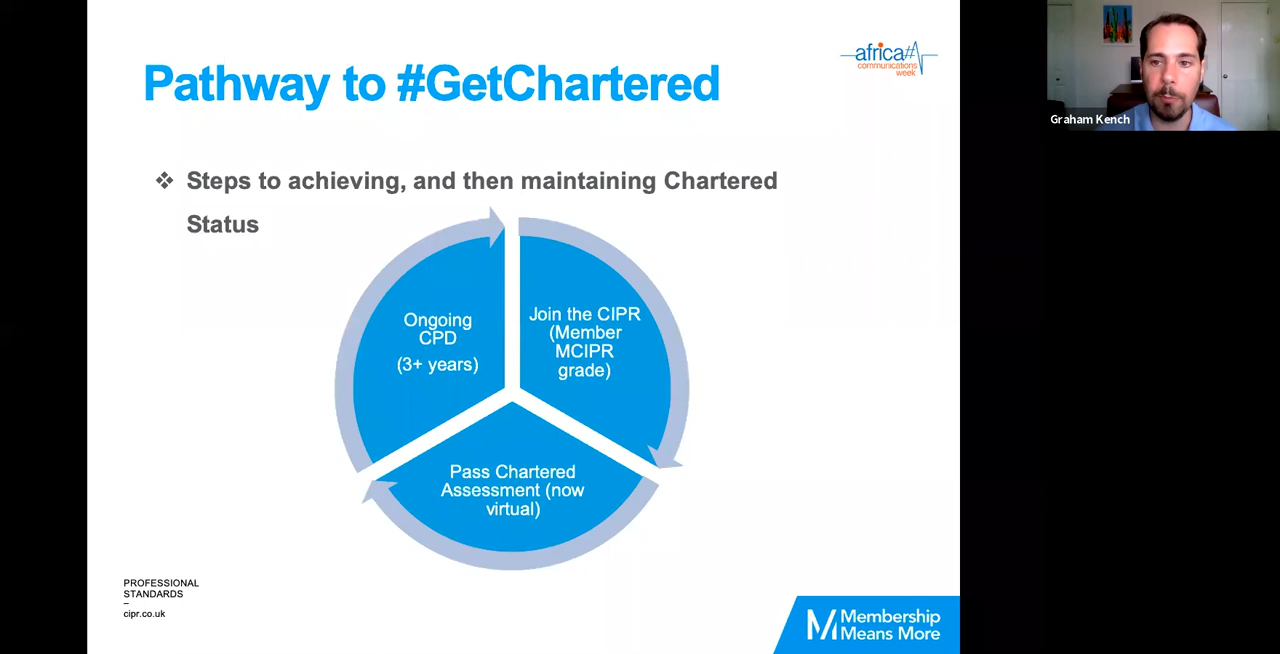 Pathway to #GetChartered
africa#
communications
week
Graham Kench
❖ Steps to achieving, and then maintaining Chartered
Status
Ongoing
CPD
(3+ years)
Join the CIPR
(Member
MCIPR
grade)
Pass Chartered
Assessment (now
virtual)
PROFESSIONAL
STANDARDS
–
cipr.co.uk
Membership
Means More